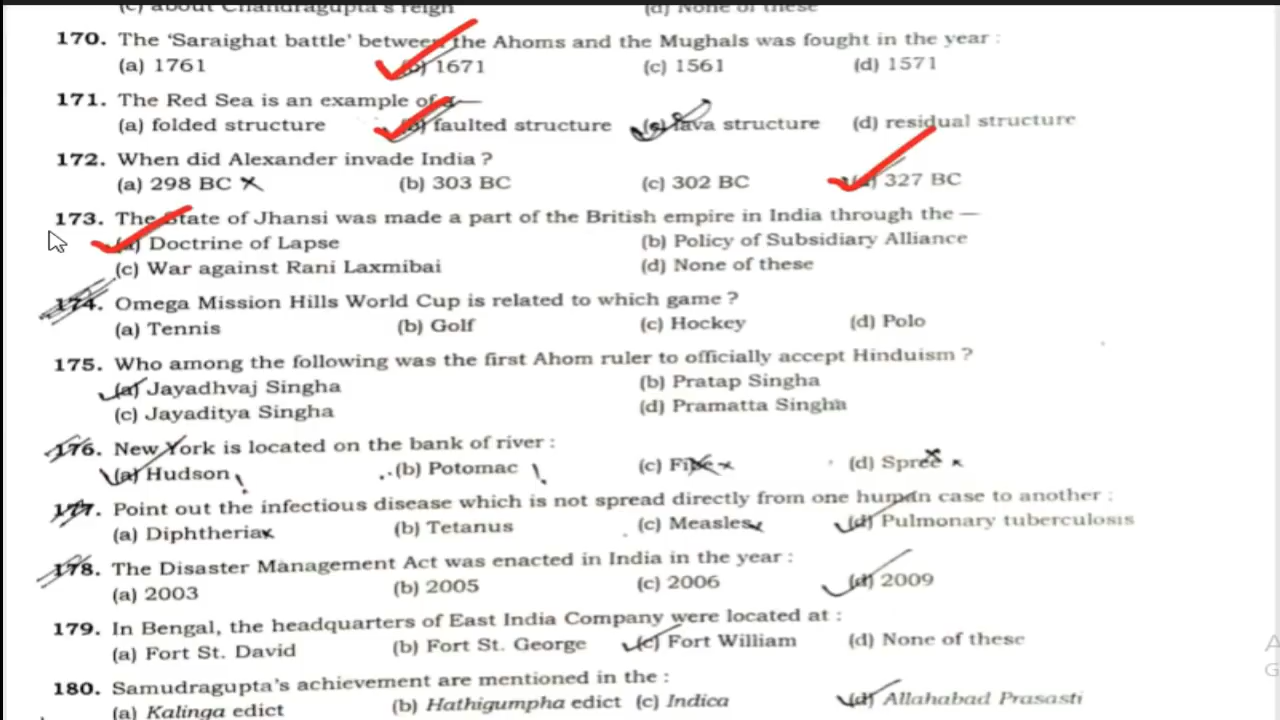 (c) about Chandragupta's reign (d) None of these
170. The 'Saraighat battle' between the Ahoms and the Mughals was fought in the year :
(a) 1761 (b) 1671 (c) 1561 (d) 1571
171. The Red Sea is an example of a —
(a) folded structure (b) faulted structure (c) lava structure (d) residual structure
172. When did Alexander invade India ?
(a) 298 BC (b) 303 BC (c) 302 BC (d) 327 BC
173. The State of Jhansi was made a part of the British empire in India through the —
(a) Doctrine of Lapse (b) Policy of Subsidiary Alliance
(c) War against Rani Laxmibai (d) None of these
174. Omega Mission Hills World Cup is related to which game ?
(a) Tennis (b) Golf (c) Hockey (d) Polo
175. Who among the following was the first Ahom ruler to officially accept Hinduism ?
(a) Jayadhvaj Singha (b) Pratap Singha
(c) Jayaditya Singha (d) Pramatta Singha
176. New York is located on the bank of river :
(a) Hudson (b) Potomac (c) (d) Spree
177. Point out the infectious disease which is not spread directly from one human case to another :
(a) Diphtheria (b) Tetanus (c) Measles (d) Pulmonary tuberculosis
178. The Disaster Management Act was enacted in India in the year :
(a) 2003 (b) 2005 (c) 2006 (d) 2009
179. In Bengal, the headquarters of East India Company were located at :
(a) Fort St. David (b) Fort St. George (c) Fort William (d) None of these
180. Samudragupta's achievement are mentioned in the :
(a) Kalinga edict (b) Hathigumpha edict (c) Indica (d) Allahabad Prasasti